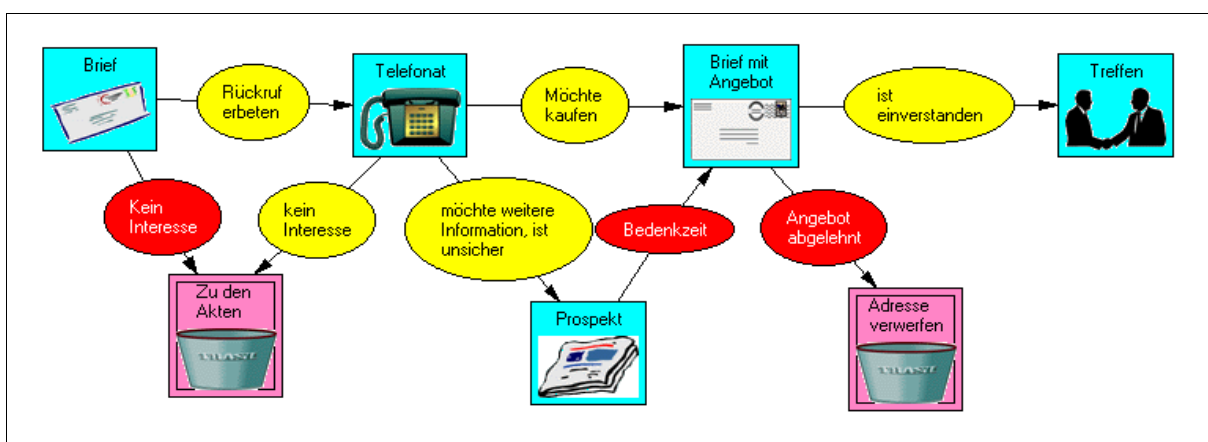 Brief
Rückruf
erbeten
Telefonat
Möchte
kaufen
Brief mit
Angebot
ist
einverstanden
Treffen
Kein
Interesse
kein
Interesse
möchte weitere
Information, ist
unsicher
Bedenkzeit
Angebot
abgelehnt
Zu den
Akten
Prospekt
Adresse
verwerfen